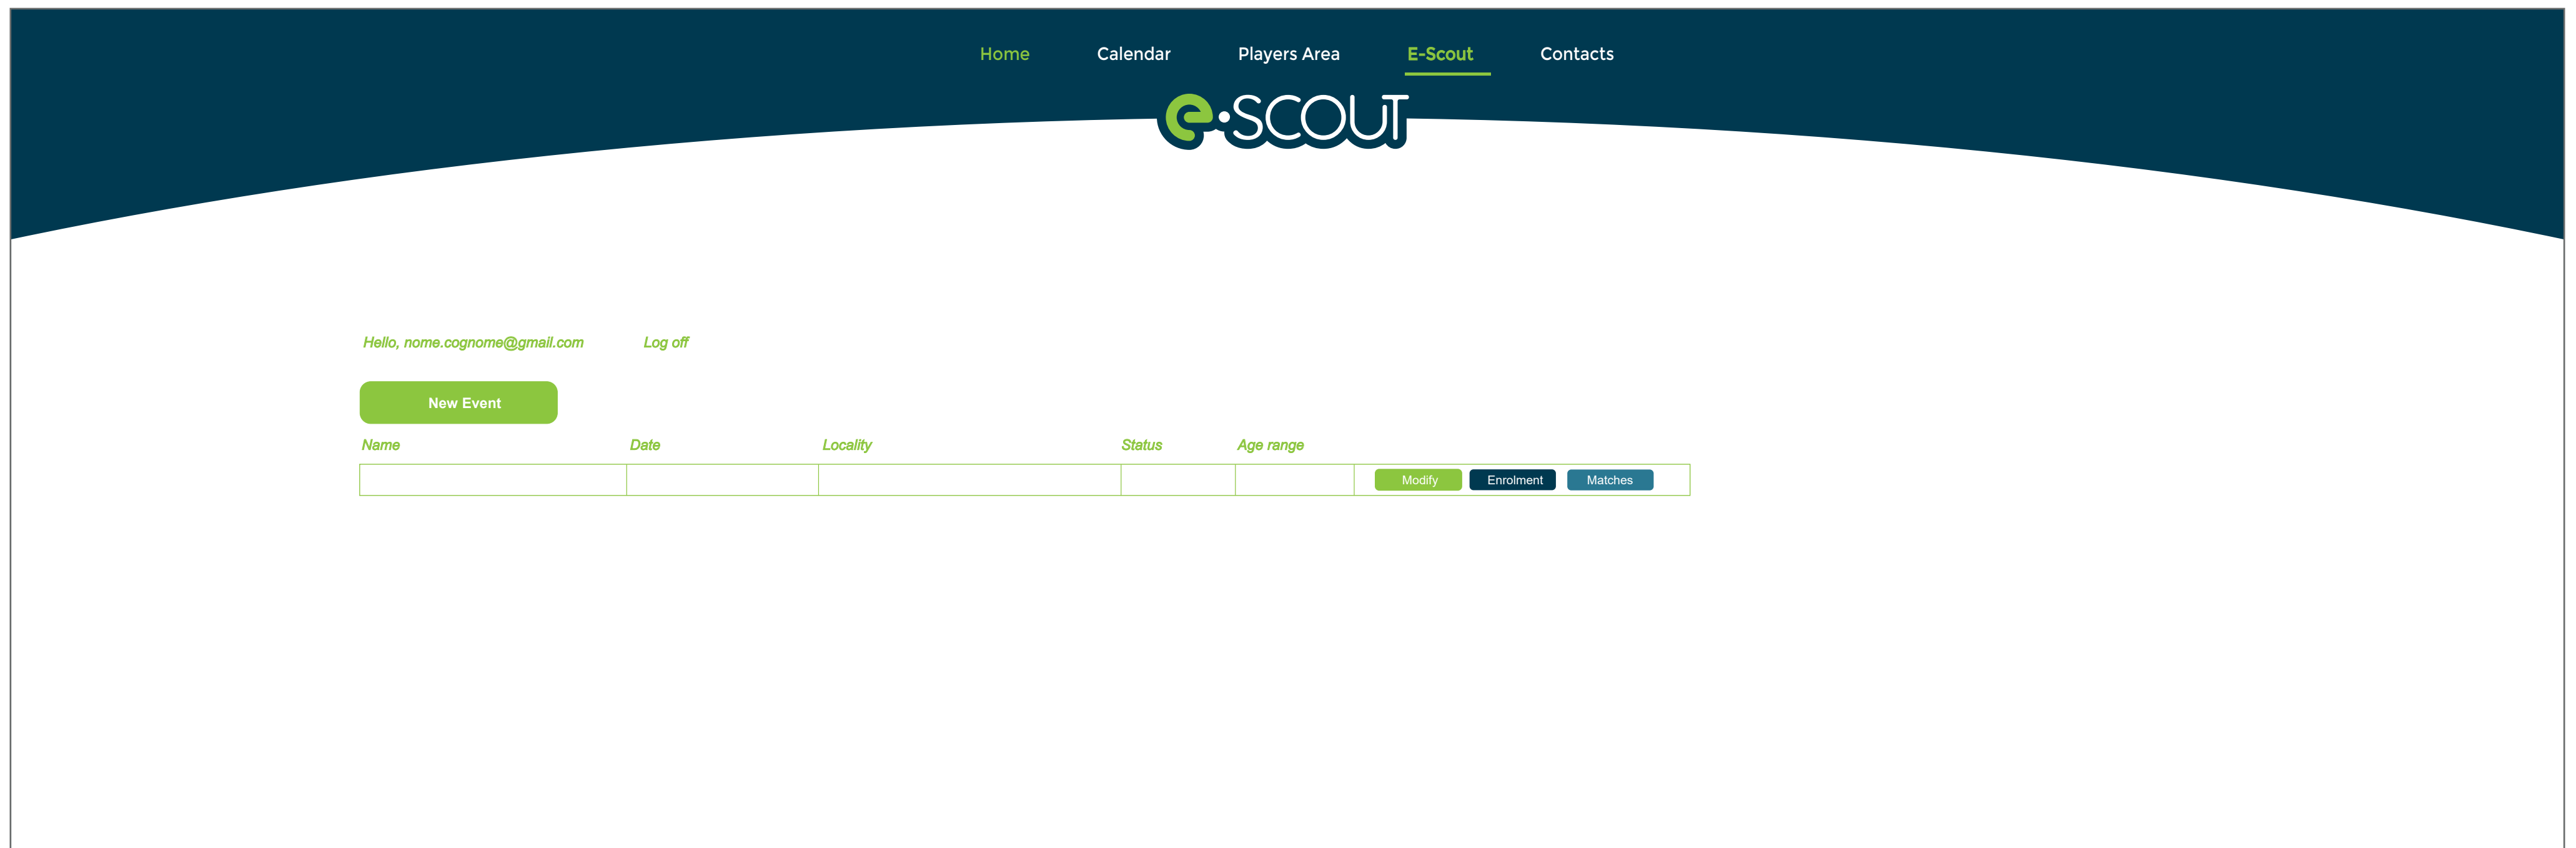 Home Calendar Players Area E-Scout Contacts
e·SCOUT
Hello, nome.cognome@gmail.com Log off
New Event
Name Date Locality Status Age range
Modify Enrolment Matches